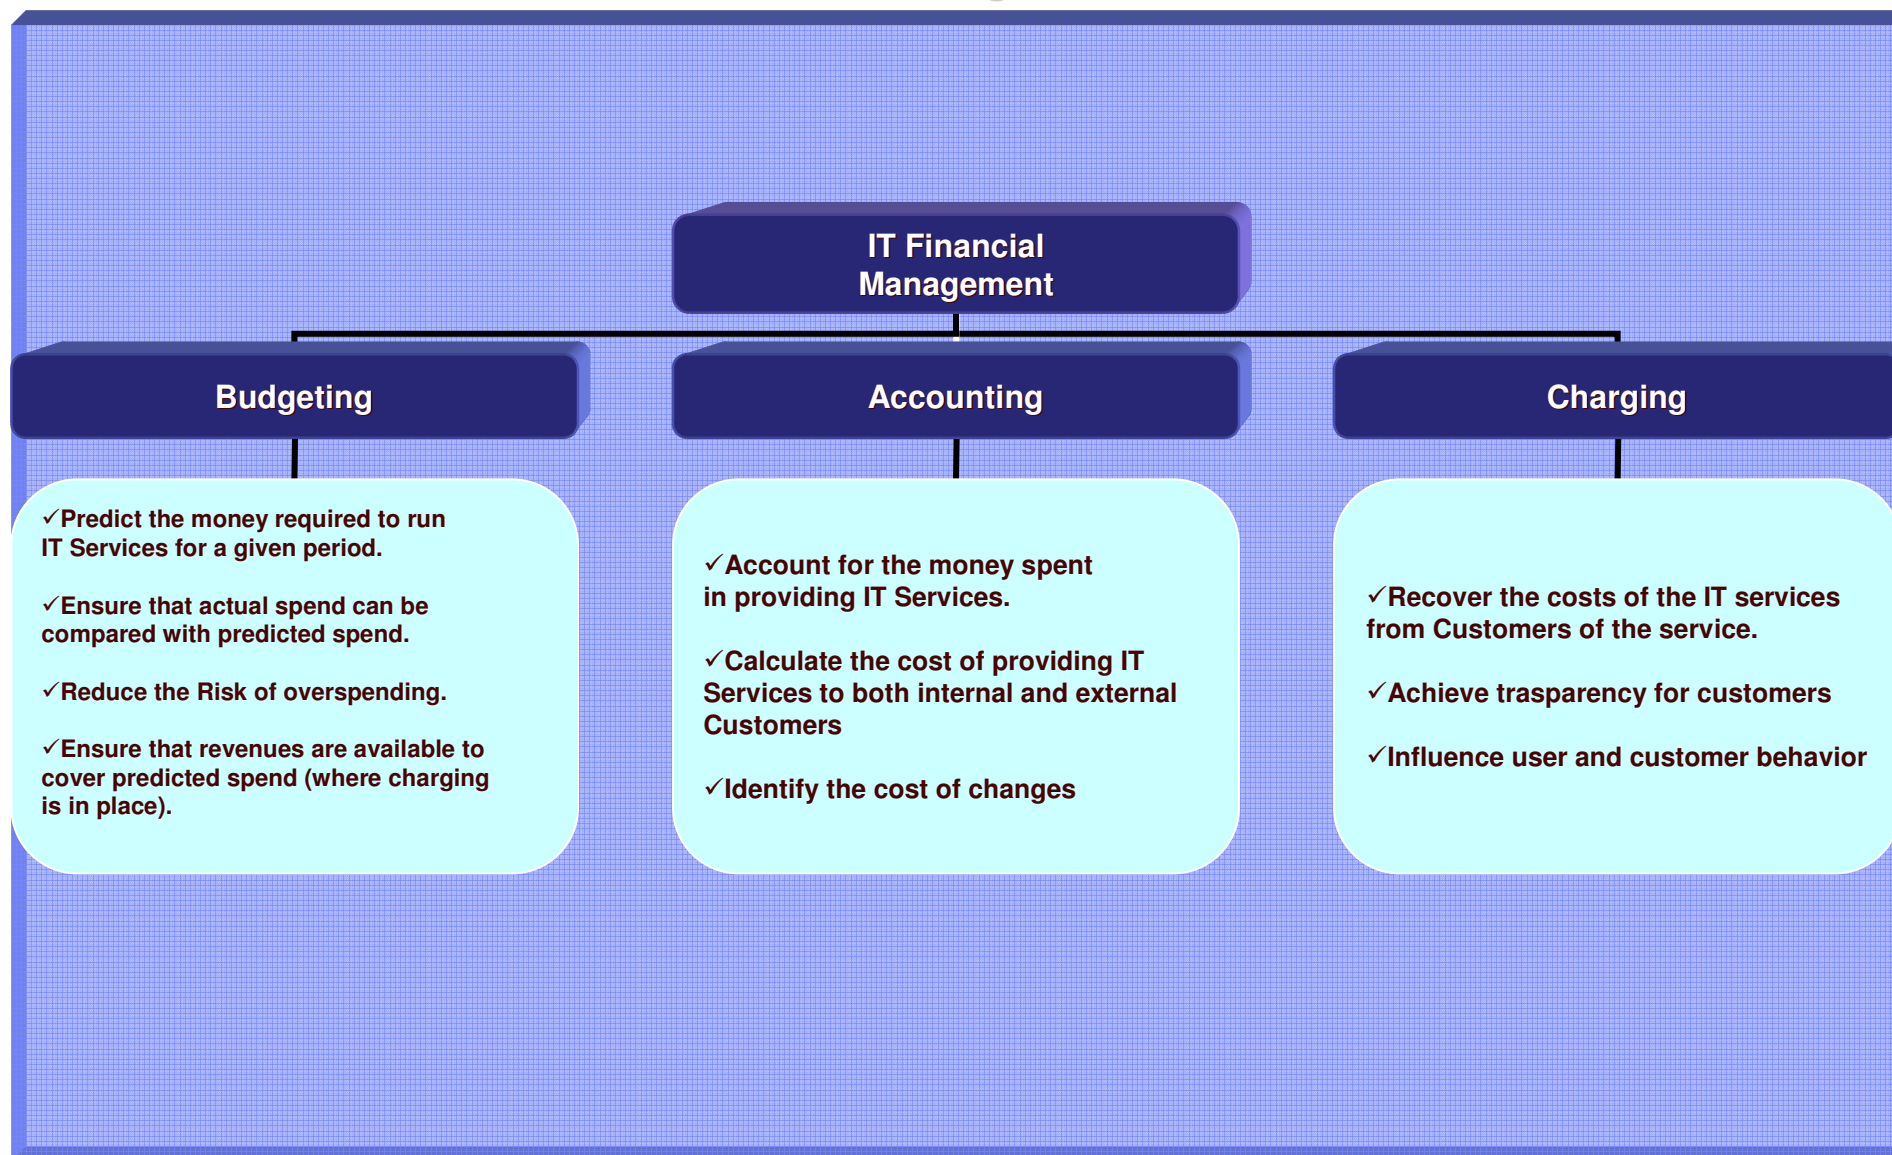 IT Financial
Management
Budgeting
Accounting
Charging
✓Predict the money required to run
IT Services for a given period.
✓Ensure that actual spend can be
compared with predicted spend.
✓Reduce the Risk of overspending.
✓Ensure that revenues are available to
cover predicted spend (where charging
is in place).
✓Account for the money spent
in providing IT Services.
✓Calculate the cost of providing IT
Services to both internal and external
Customers
✓Identify the cost of changes
✓Recover the costs of the IT services
from Customers of the service.
✓Achieve trasparency for customers
✓Influence user and customer behavior